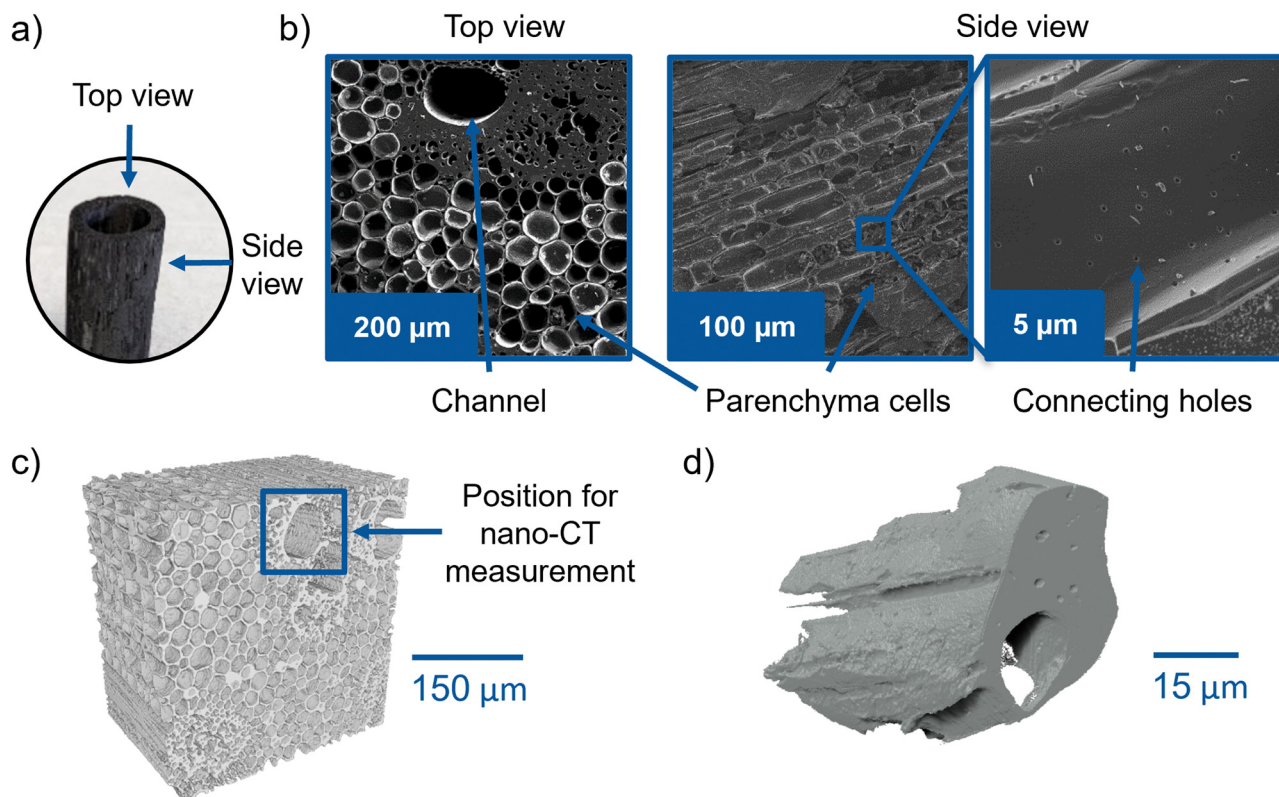 a)
Top view
Side
view
b)
Top view
Side view
200 µm
100 µm
5 µm
Channel
Parenchyma cells
Connecting holes
c)
Position for
nano-CT
measurement
150 µm
d)
15 µm